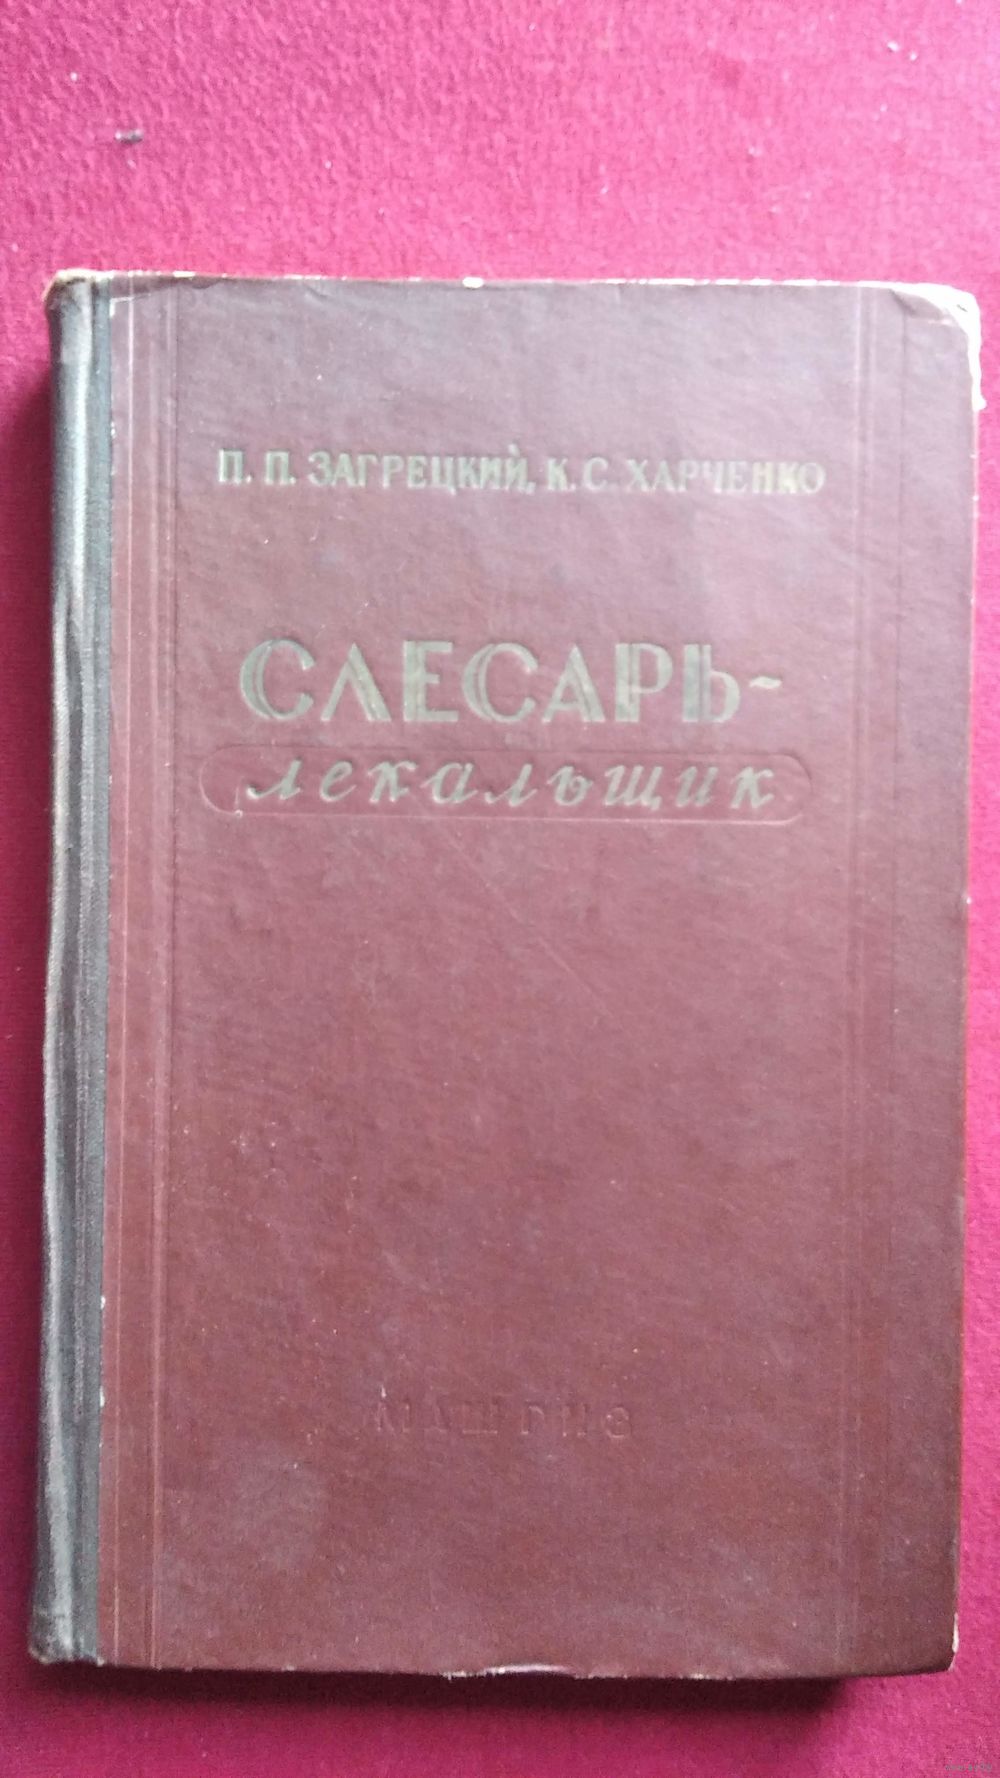 П. П. ЗАГРЕЦКИЙ, К. С. ХАРЧЕНКО
СЛЕСАРЬ-
лекальщик
МАШГИЗ